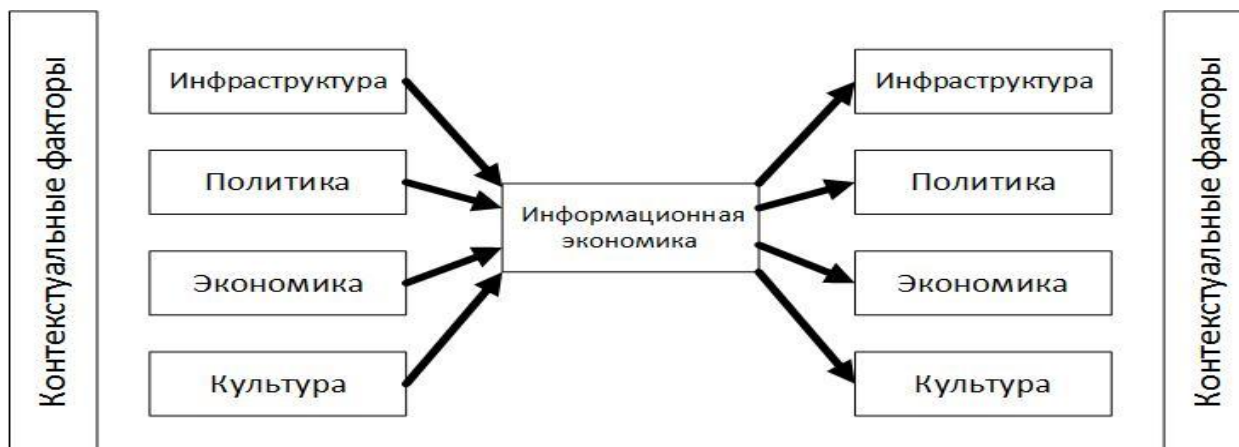 Контекстуальные факторы
Инфраструктура
Политика
Экономика
Культура
Информационная
экономика
Инфраструктура
Политика
Экономика
Культура
Контекстуальные факторы